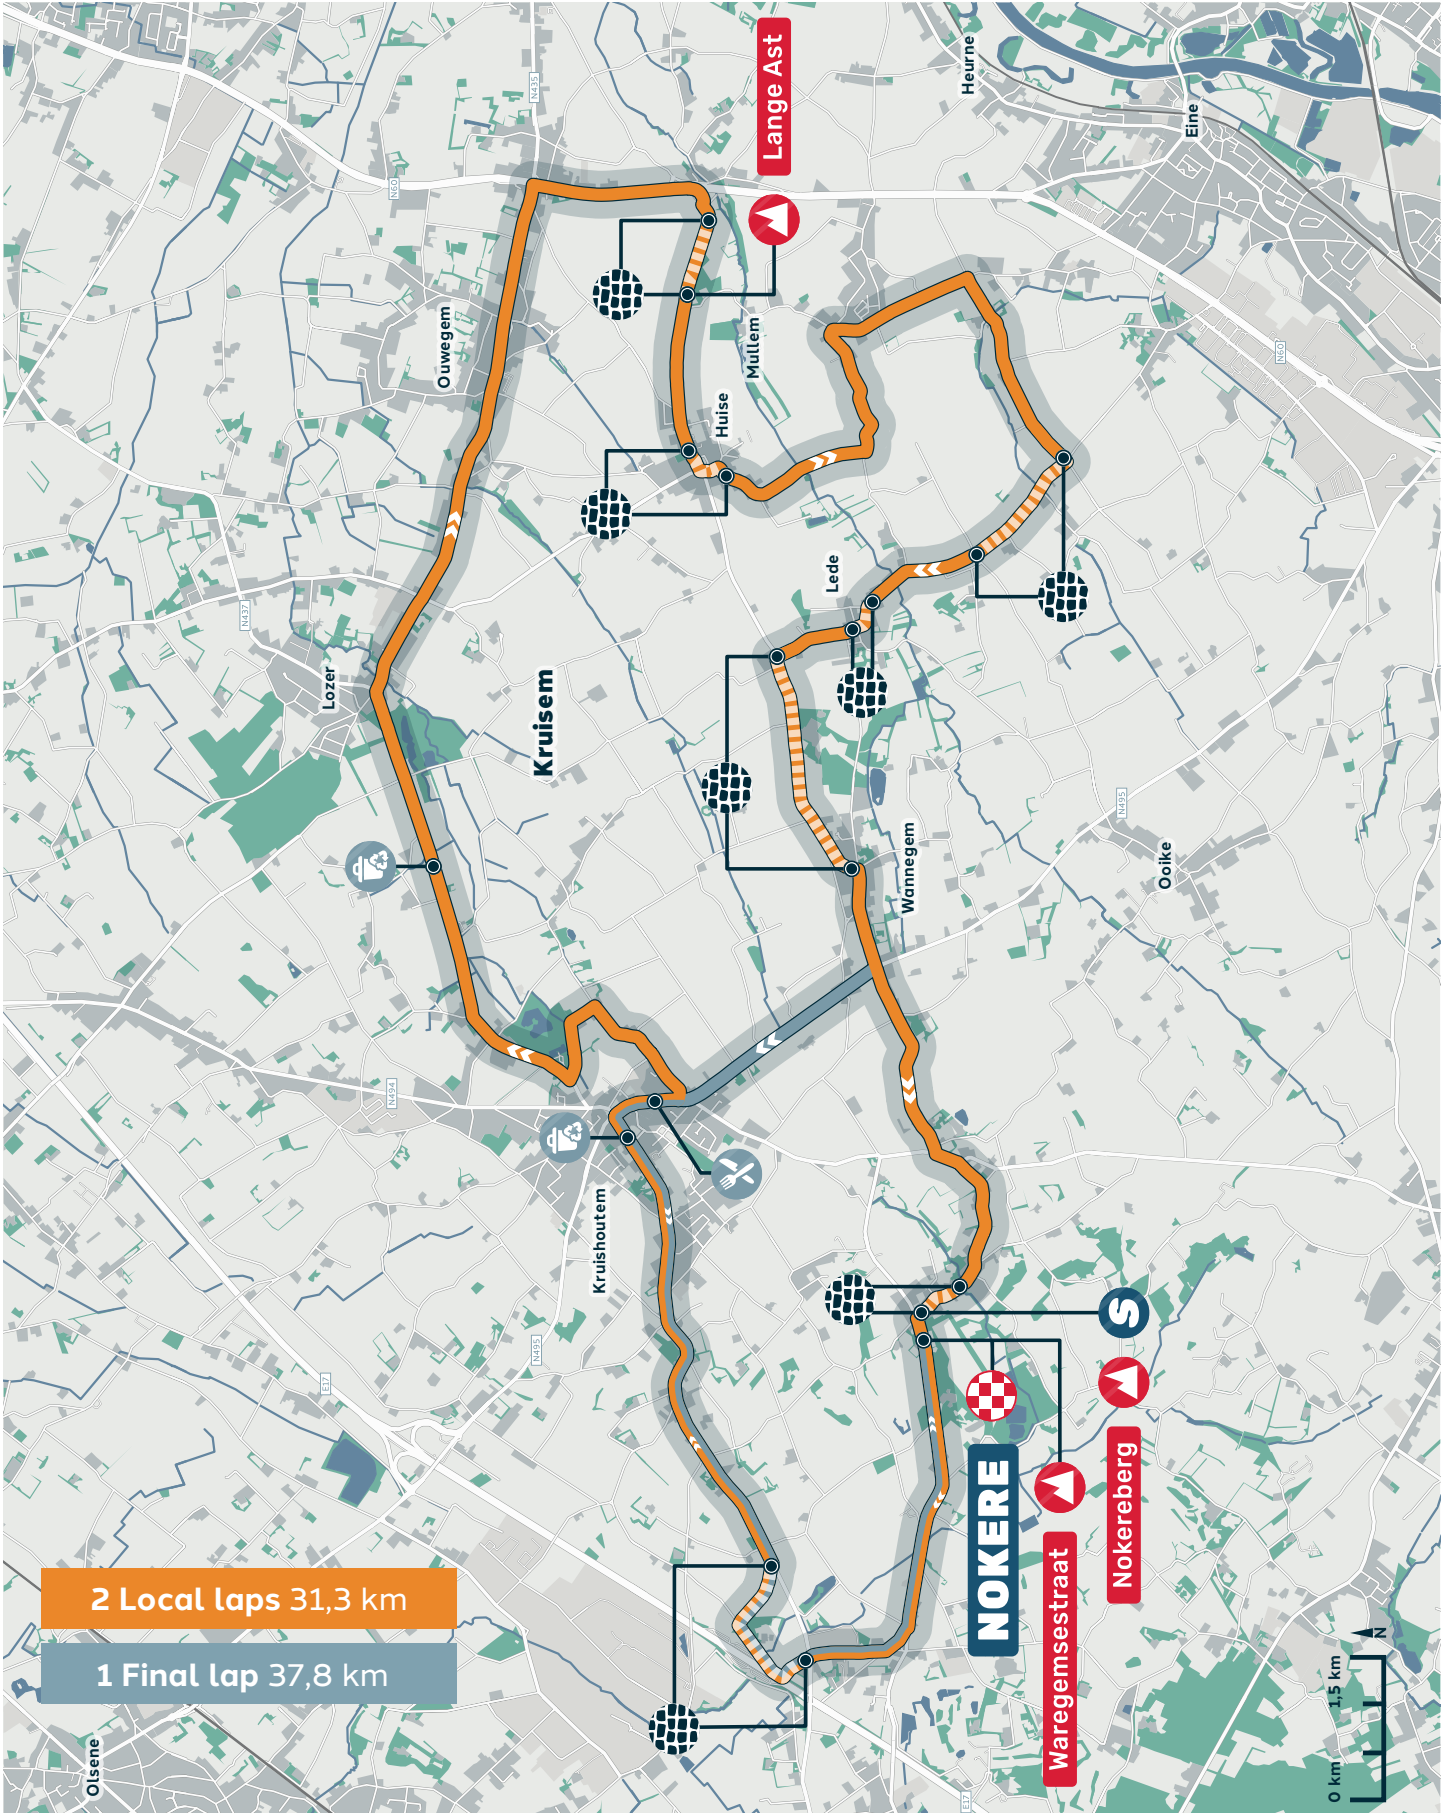 Lange Ast
Heurne
Eine
N435
N60
Ouwegem
Mullem
Huise
N60
Lede
N437
Lozer
Kruisem
N495
Wannegem
Ooike
N494
Kruishoutem
N495
E17
S
NOKERE
Nokereberg
Waregemsestraat
2 Local laps 31,3 km
1 Final lap 37,8 km
Olsene
N
0 km
1,5 km
E17